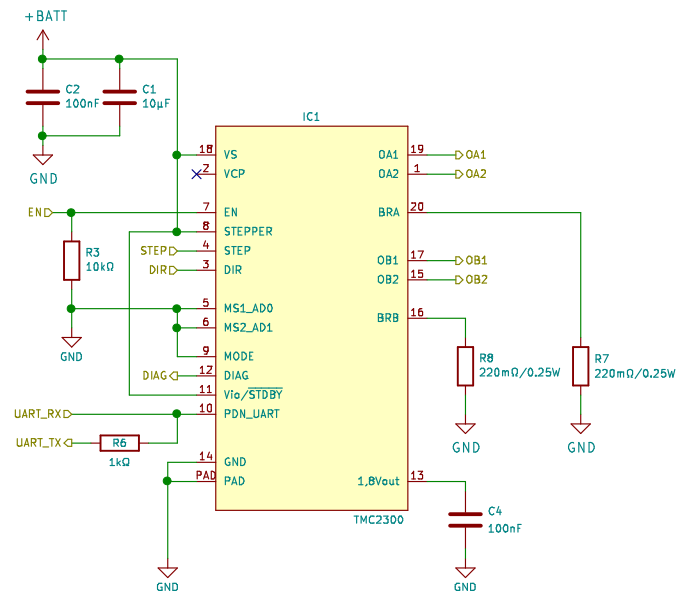 +BATT
C2
100nF
C1
10µF
GND
IC1
18 VS OA1 19 OA1
2 VCP OA2 1 OA2
EN 7 EN BRA 20
8 STEPPER
STEP 4 STEP OB1 17 OB1
DIR 3 DIR OB2 15 OB2
R3
10kΩ
5 MS1_AD0
6 MS2_AD1 BRB 16
GND
9 MODE
DIAG 12 DIAG
11 Vio/STDBY
R8
220mΩ/0.25W
R7
220mΩ/0.25W
UART_RX 10 PDN_UART
UART_TX R6
1kΩ
GND
GND
14 GND
PAD PAD 1,8Vout 13
TMC2300
C4
100nF
GND
GND